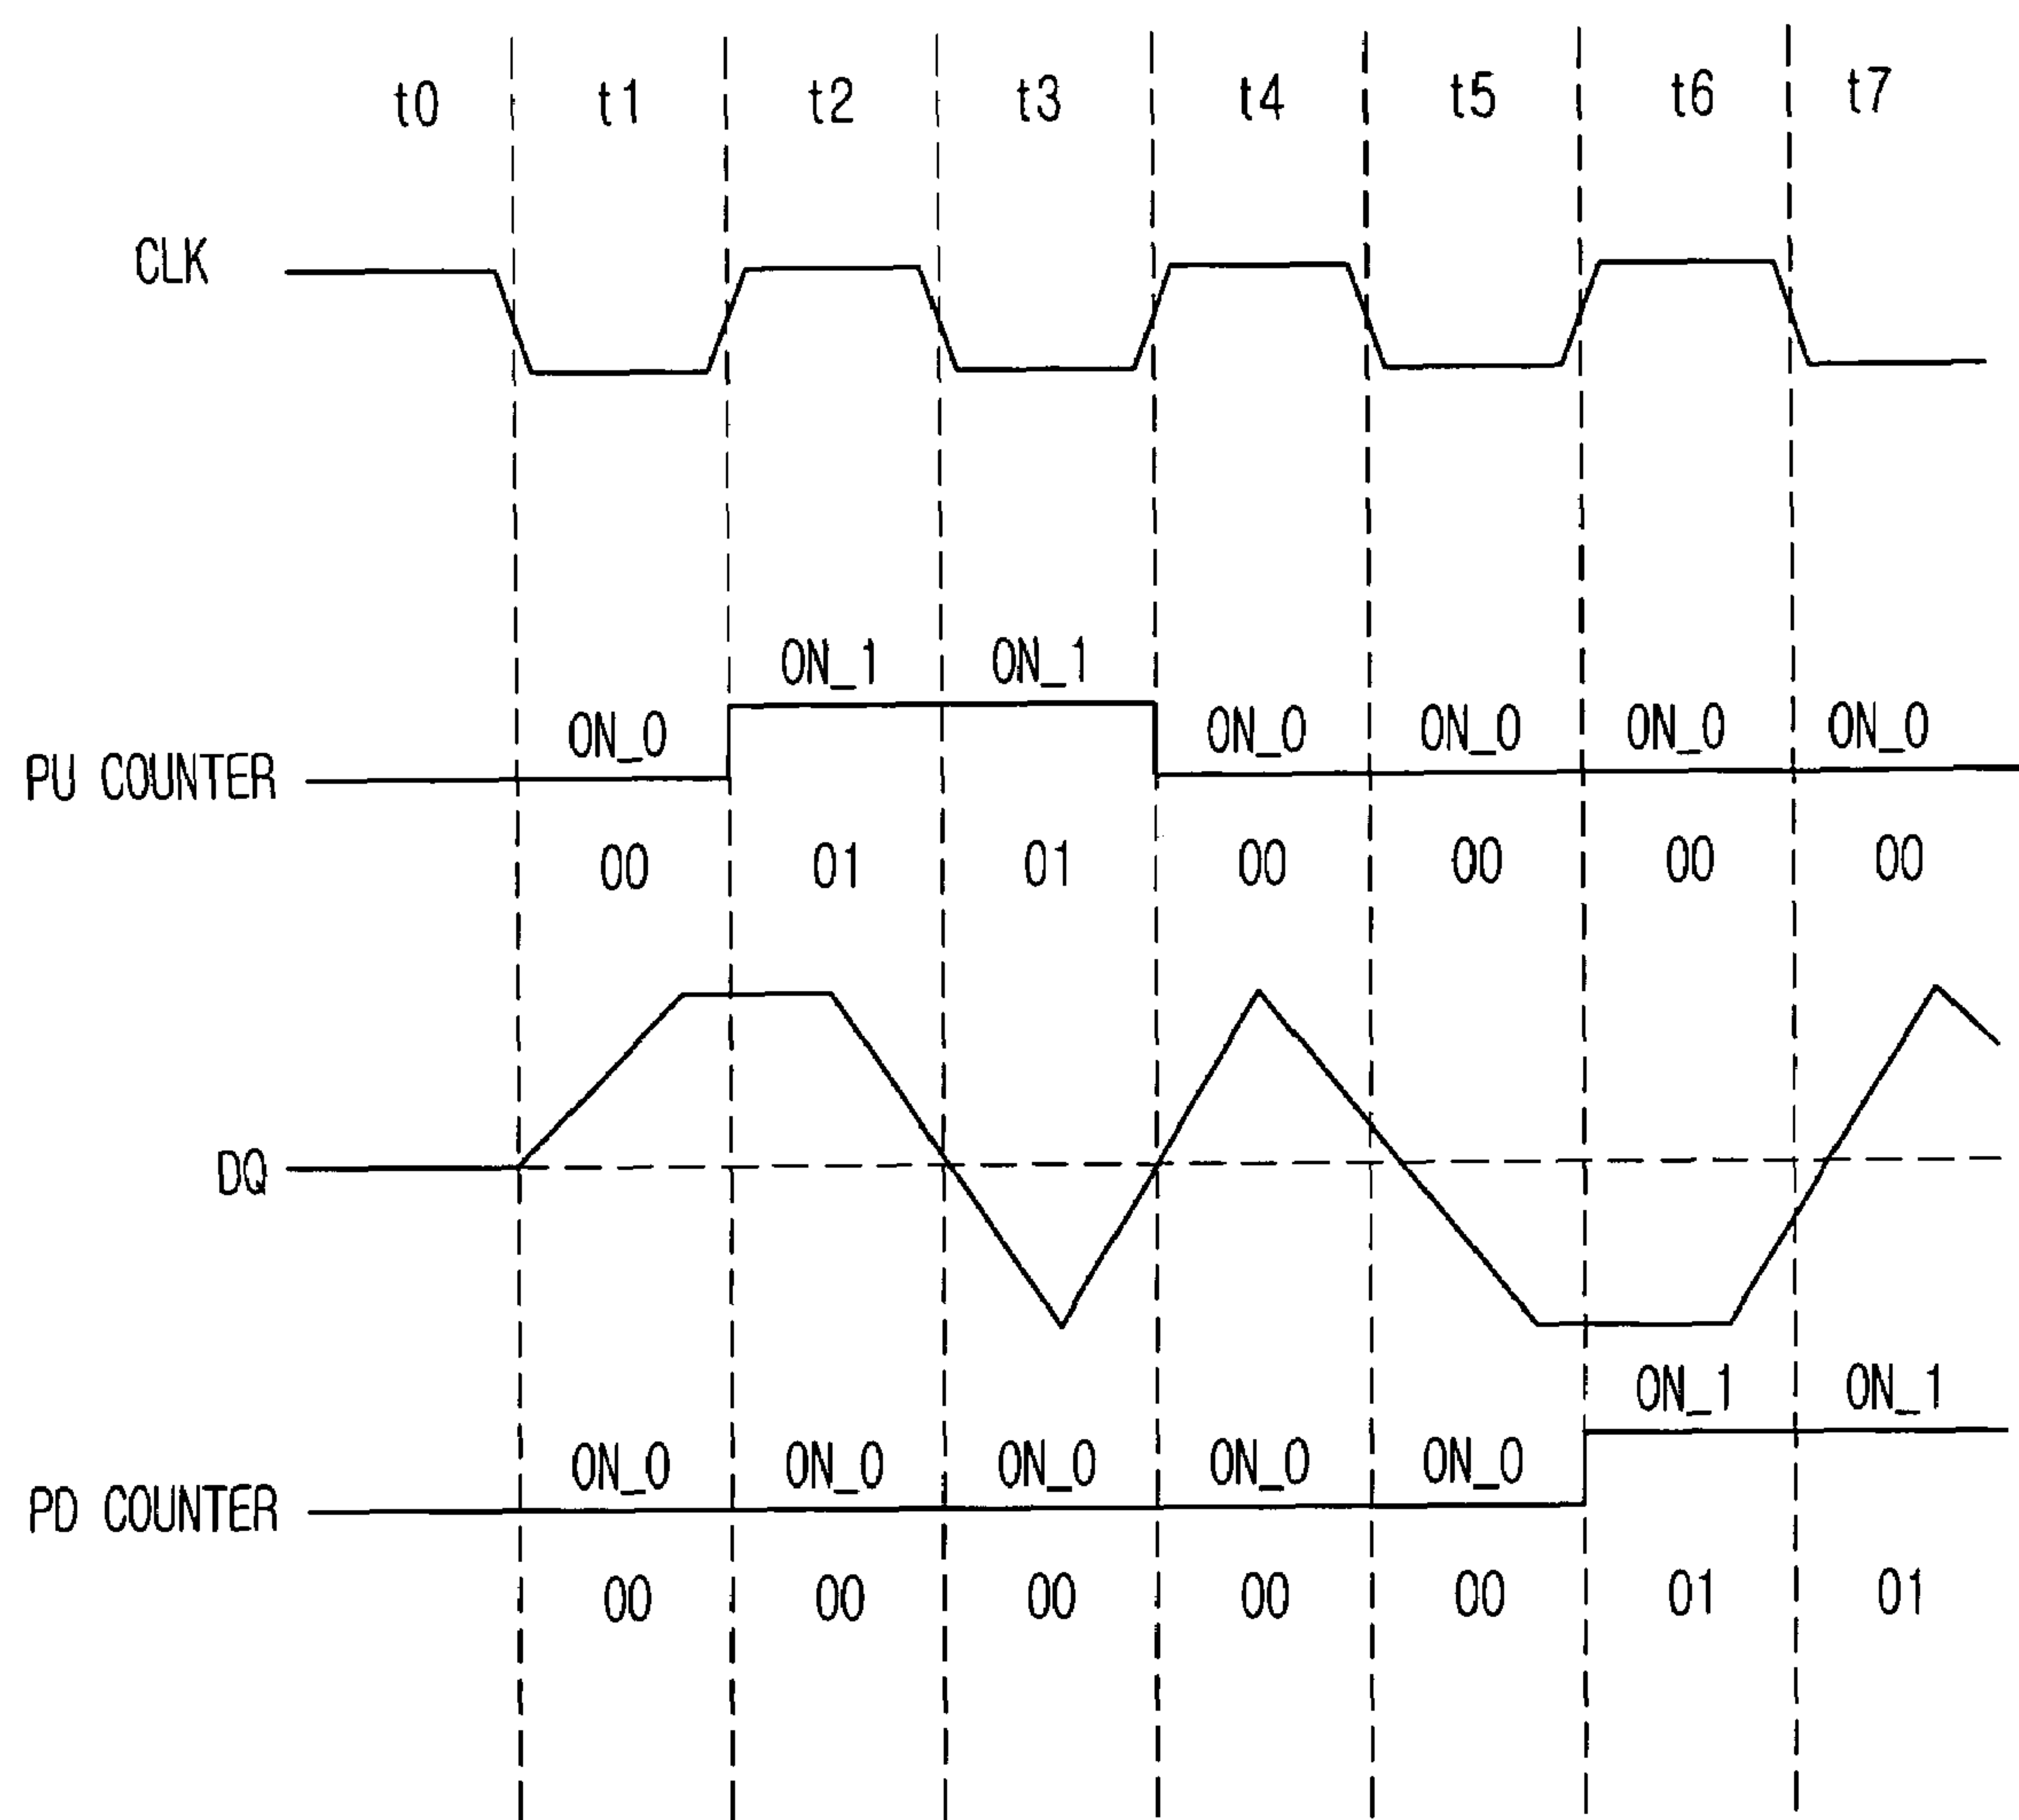 t0 t1 t2 t3 t4 t5 t6 t7
CLK
ON_1 ON_1
ON_0 ON_0 ON_0 ON_0 ON_0
PU COUNTER
00 01 01 00 00 00 00
DQ
ON_1 ON_1
ON_0 ON_0 ON_0 ON_0 ON_0
PD COUNTER
00 00 00 00 00 01 01